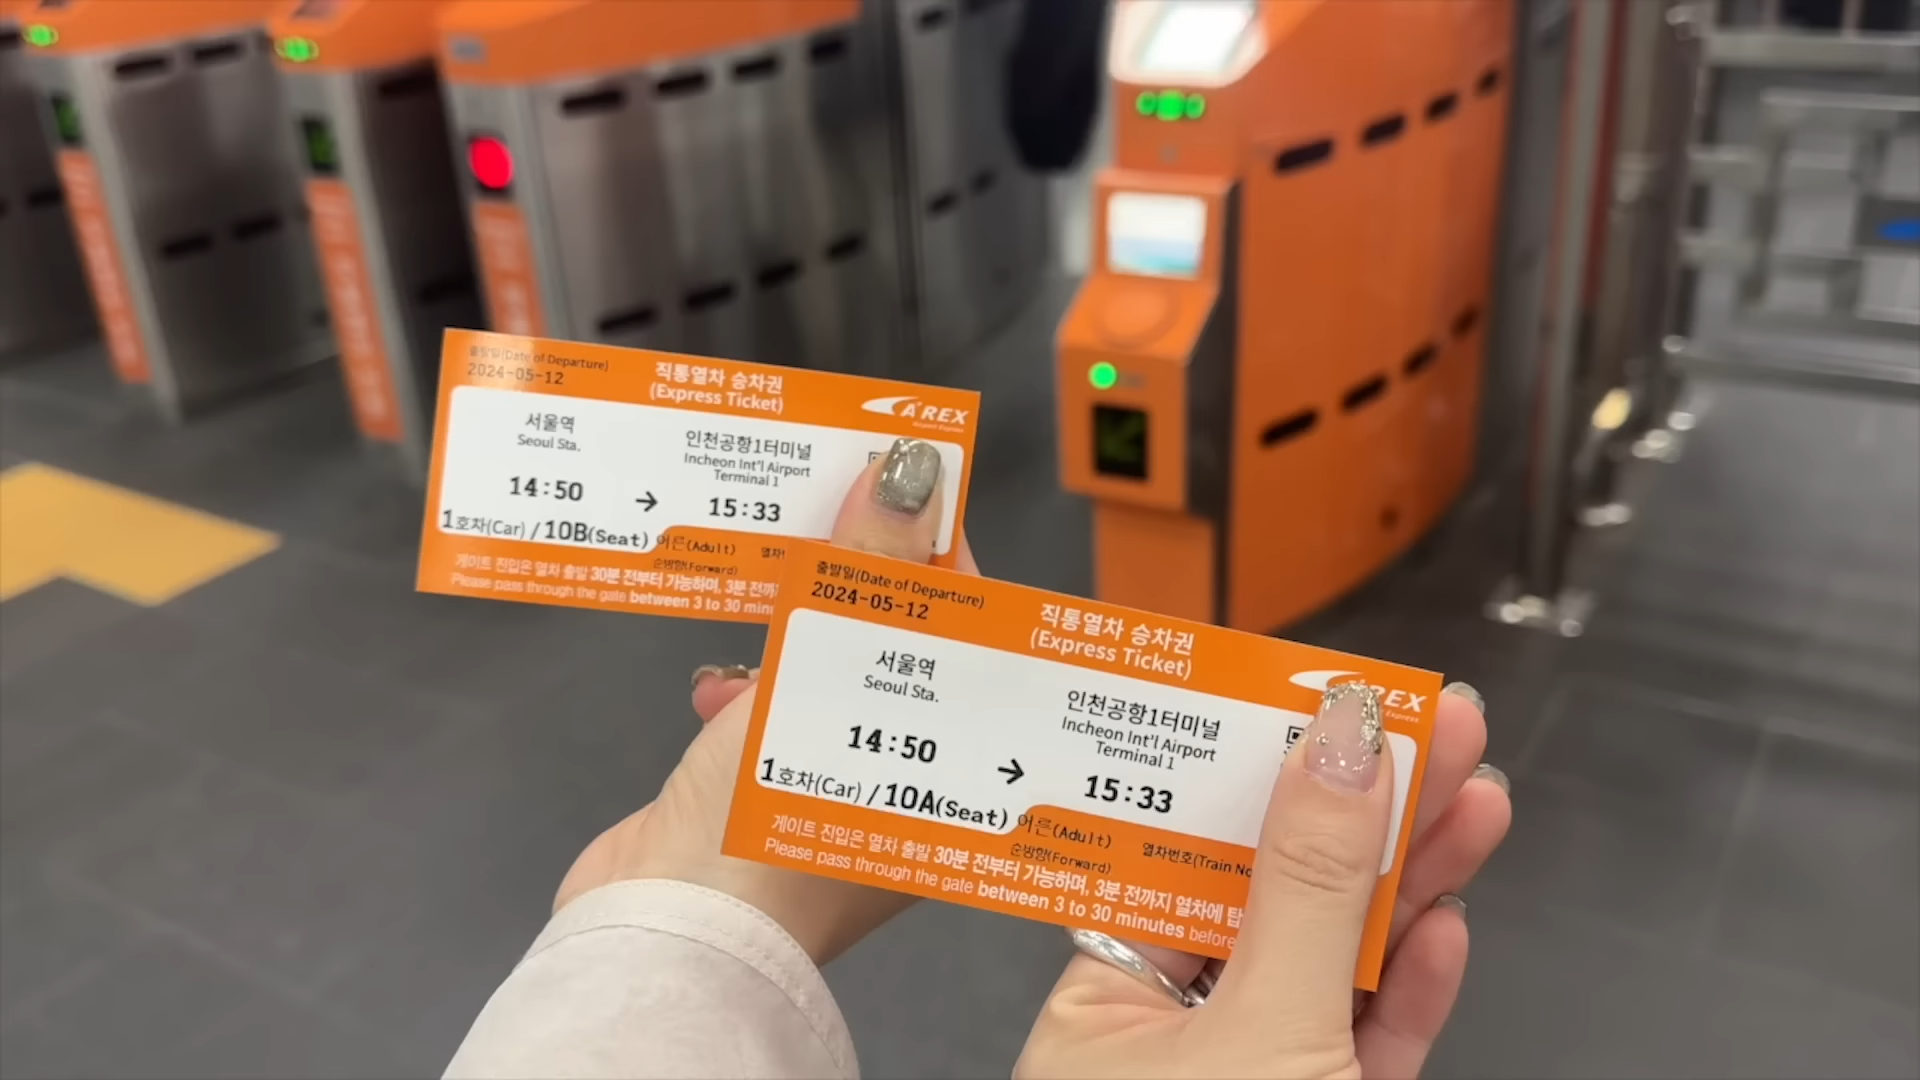 출발일(Date of Departure)
2024-05-12
직통열차 승차권
(Express Ticket)
A'REX
Airport Express
서울역
Seoul Sta.
인천공항1터미널
Incheon Int'l Airport
Terminal 1
14:50 → 15:33
1호차(Car) / 10B(Seat)
어른(Adult)
순방향(Forward)
게이트 진입은 열차 출발 30분 전부터 가능하며, 3분 전까지
Please pass through the gate between 3 to 30
출발일(Date of Departure)
2024-05-12
직통열차 승차권
(Express Ticket)
REX
Express
서울역
Seoul Sta.
인천공항1터미널
Incheon Int'l Airport
Terminal 1
14:50 → 15:33
1호차(Car) / 10A(Seat)
어른(Adult)
순방향(Forward)
열차번호(Train No
게이트 진입은 열차 출발 30분 전부터 가능하며, 3분 전까지 열차에 탑
Please pass through the gate between 3 to 30 minutes before